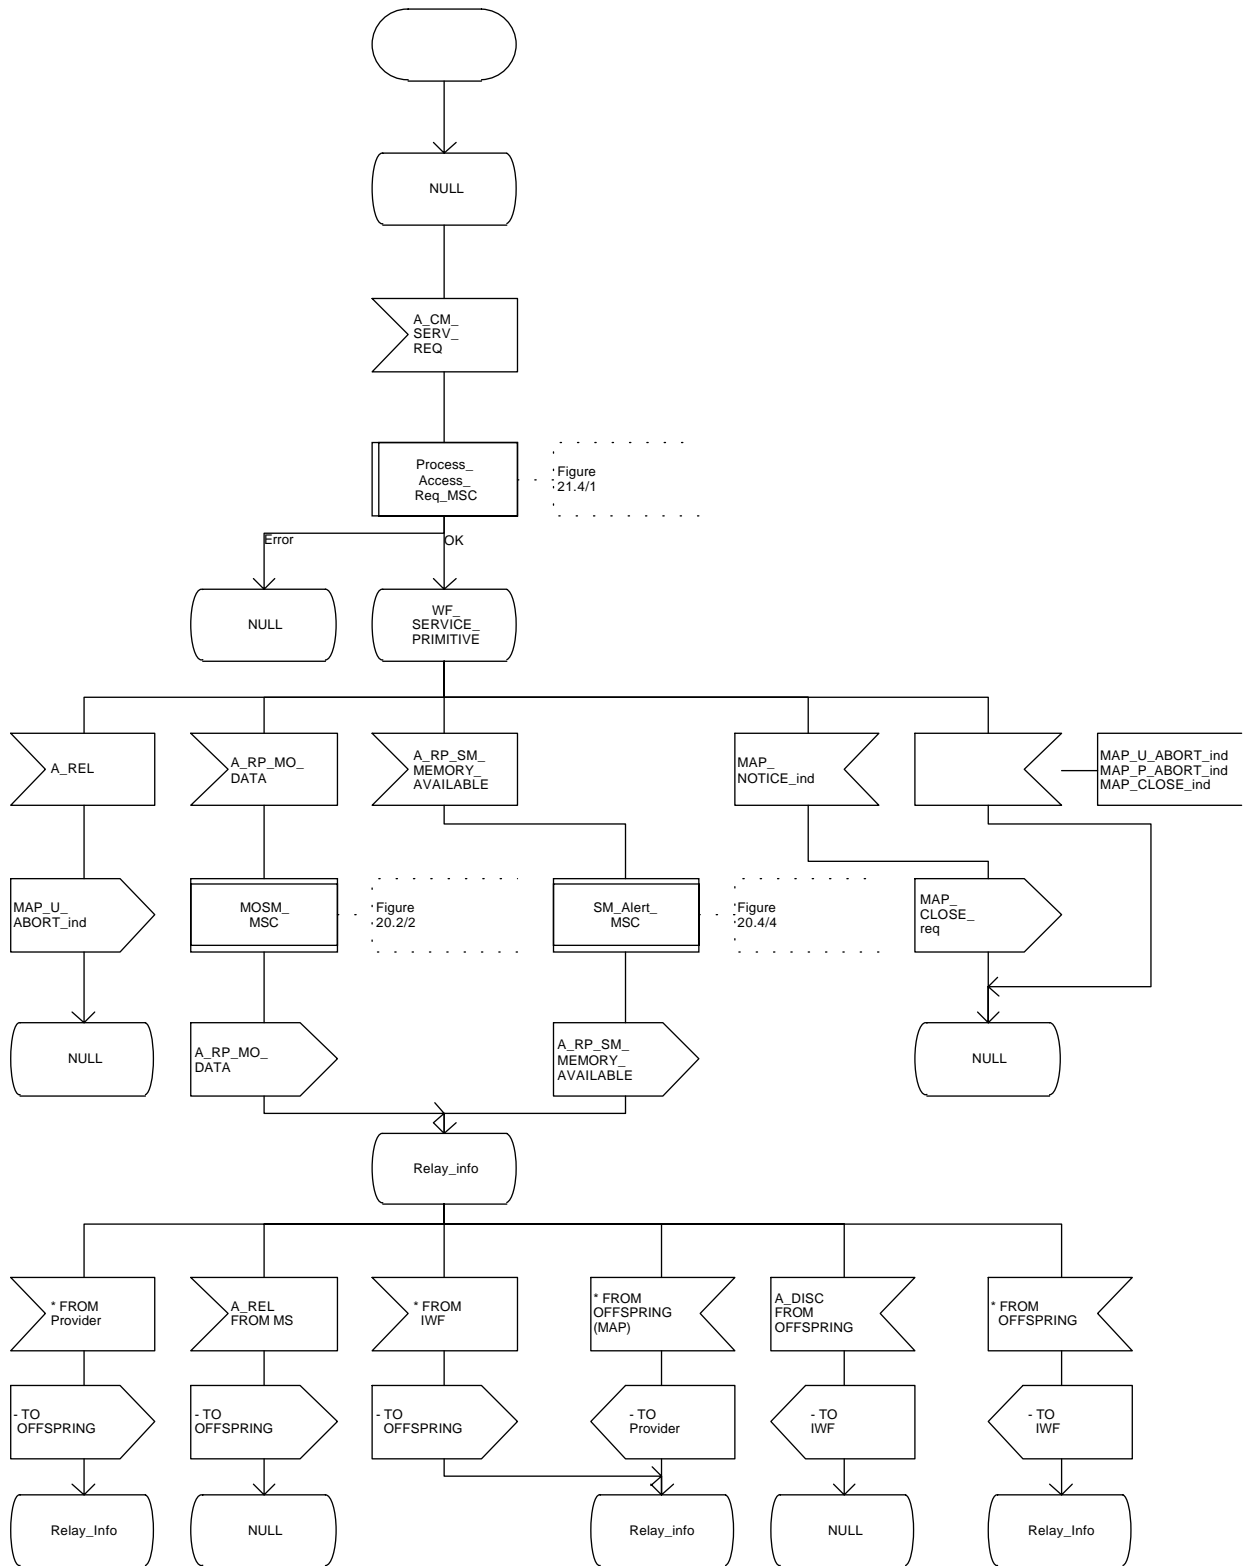 NULL
A_CM_
SERV_
REQ
Process_
Access_
Req_MSC
Figure
21.4/1
Error
OK
NULL
WF_
SERVICE_
PRIMITIVE
A_REL
A_RP_MO_
DATA
A_RP_SM_
MEMORY_
AVAILABLE
MAP_
NOTICE_ind
MAP_U_ABORT_ind
MAP_P_ABORT_ind
MAP_CLOSE_ind
MAP_U_
ABORT_ind
MOSM_
MSC
Figure
20.2/2
SM_Alert_
MSC
Figure
20.4/4
MAP_
CLOSE_
req
NULL
A_RP_MO_
DATA
A_RP_SM_
MEMORY_
AVAILABLE
NULL
Relay_info
* FROM
Provider
A_REL
FROM MS
* FROM
IWF
* FROM
OFFSPRING
(MAP)
A_DISC
FROM
OFFSPRING
* FROM
OFFSPRING
- TO
OFFSPRING
- TO
OFFSPRING
- TO
OFFSPRING
- TO
Provider
- TO
IWF
- TO
IWF
Relay_Info
NULL
Relay_info
NULL
Relay_Info